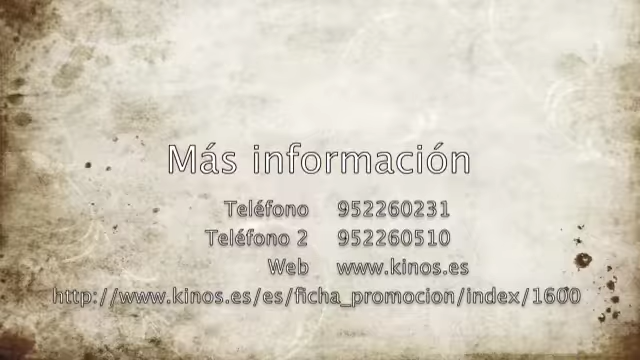 Más información
Teléfono 952260231
Teléfono 2 952260510
Web www.kinos.es
http://www.kinos.es/es/ficha_promocion/index/1600